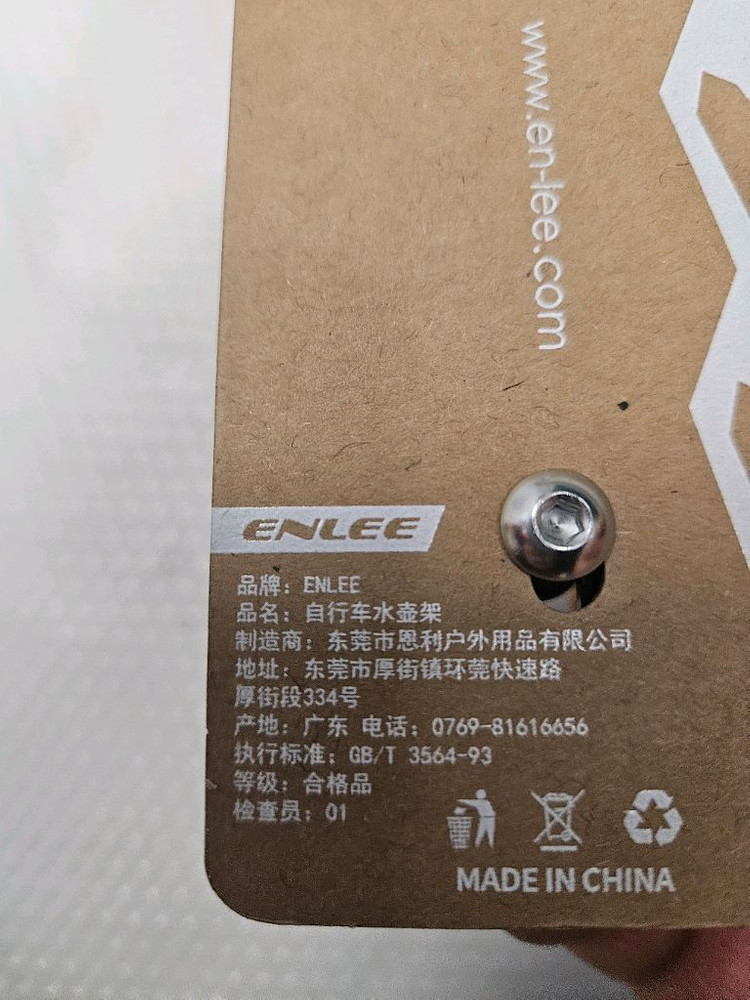 www.en-lee.com
ENLEE
品牌：ENLEE
品名：自行车水壶架
制造商：东莞市恩利户外用品有限公司
地址：东莞市厚街镇环莞快速路
厚街段334号
产地：广东 电话：0769-81616656
执行标准：GB/T 3564-93
等级：合格品
检查员：01
MADE IN CHINA